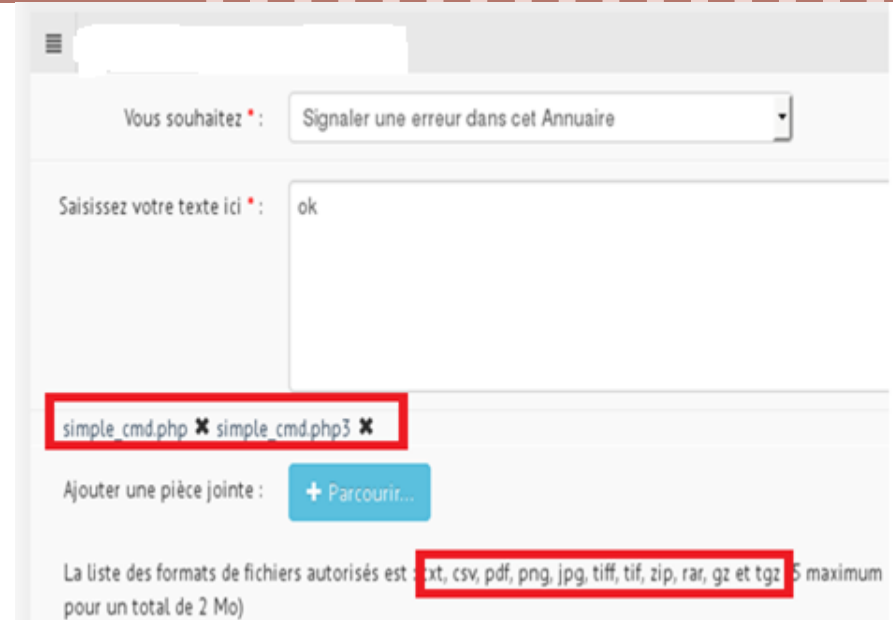 Vous souhaitez * :
Signaler une erreur dans cet Annuaire
Saisissez votre texte ici * :
ok
simple_cmd.php ✖ simple_cmd.php3 ✖
Ajouter une pièce jointe :
+ Parcourir...
La liste des formats de fichiers autorisés est : txt, csv, pdf, png, jpg, tiff, tif, zip, rar, gz et tgz (5 maximum
pour un total de 2 Mo)